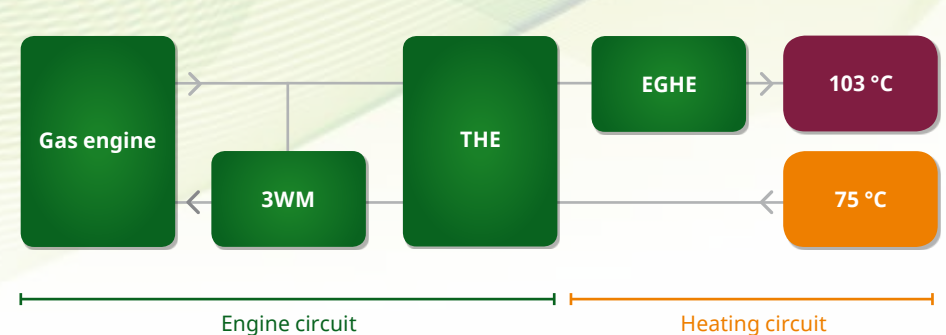 Gas engine
3WM
THE
EGHE
103 °C
75 °C
Engine circuit
Heating circuit